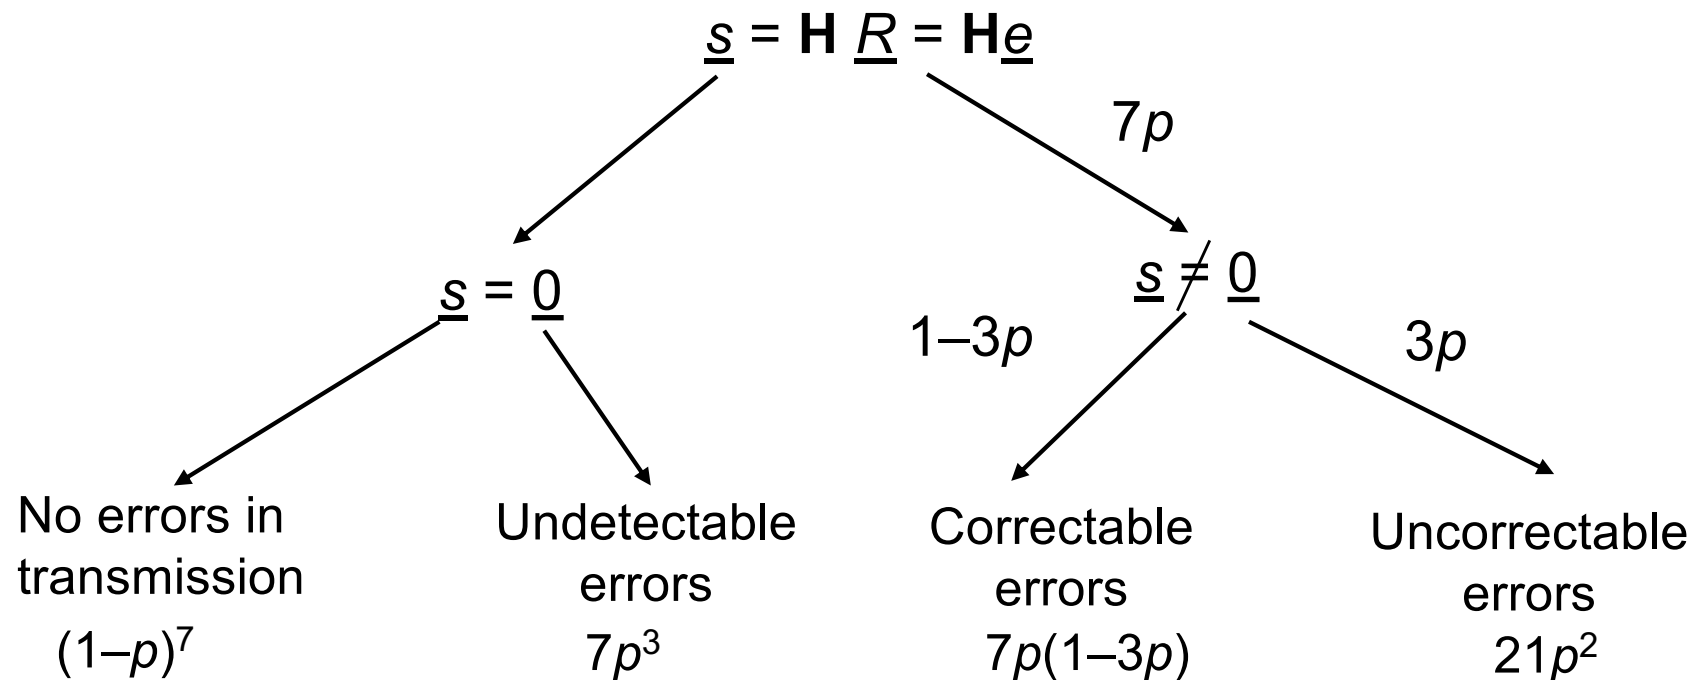 s = H R = He
7p
s = 0
s ≠ 0
1–3p
3p
No errors in
transmission
(1–p)⁷
Undetectable
errors
7p³
Correctable
errors
7p(1–3p)
Uncorrectable
errors
21p²